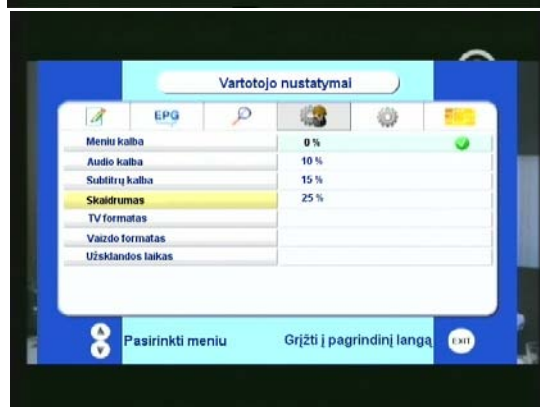 Vartotojo nustatymai
EPG
Meniu kalba 0 %
Audio kalba 10 %
Subtitrų kalba 15 %
Skaidrumas 25 %
TV formatas
Vaizdo formatas
Užsklandos laikas
Pasirinkti meniu Grįžti į pagrindinį langą EXIT